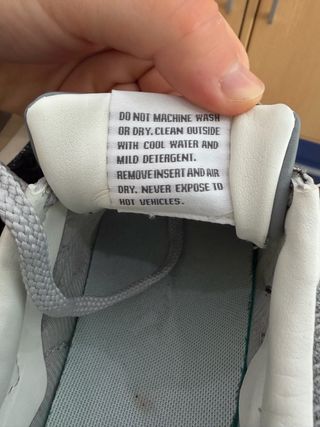 DO NOT MACHINE WASH
OR DRY. CLEAN OUTSIDE
WITH COOL WATER AND
MILD DETERGENT.
REMOVE INSERT AND AIR
DRY. NEVER EXPOSE TO
HOT VEHICLES.